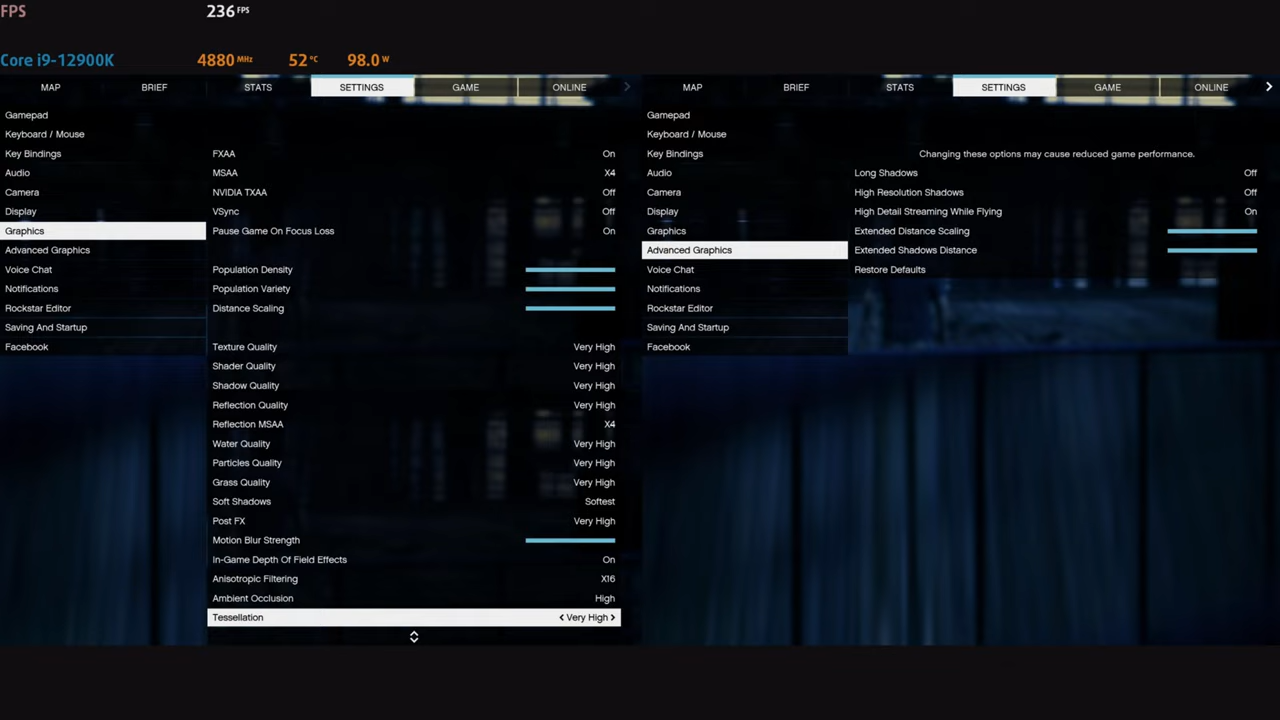 FPS 236 FPS
Core i9-12900K 4880 MHz 52 °C 98.0 W
MAP BRIEF STATS SETTINGS GAME ONLINE
Gamepad
Keyboard / Mouse
Key Bindings
Audio
Camera
Display
Graphics
Advanced Graphics
Voice Chat
Notifications
Rockstar Editor
Saving And Startup
Facebook
FXAA On
MSAA X4
NVIDIA TXAA Off
VSync Off
Pause Game On Focus Loss On
Population Density
Population Variety
Distance Scaling
Texture Quality Very High
Shader Quality Very High
Shadow Quality Very High
Reflection Quality Very High
Reflection MSAA X4
Water Quality Very High
Particles Quality Very High
Grass Quality Very High
Soft Shadows Softest
Post FX Very High
Motion Blur Strength
In-Game Depth Of Field Effects On
Anisotropic Filtering X16
Ambient Occlusion High
Tessellation < Very High >
MAP BRIEF STATS SETTINGS GAME ONLINE
Gamepad
Keyboard / Mouse
Key Bindings
Audio
Camera
Display
Graphics
Advanced Graphics
Voice Chat
Notifications
Rockstar Editor
Saving And Startup
Facebook
Changing these options may cause reduced game performance.
Long Shadows Off
High Resolution Shadows Off
High Detail Streaming While Flying On
Extended Distance Scaling
Extended Shadows Distance
Restore Defaults